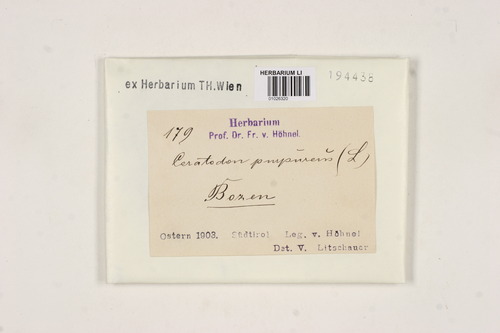 ex Herbarium TH.Wien
HERBARIUM LI
01026320
194438
Herbarium
Prof. Dr. Fr. v. Höhnel.
179
Ceratodon purpureus (L)
Bozen
Ostern 1903. Südtirol. Leg. v. Höhnel
Det. V. Litschauer